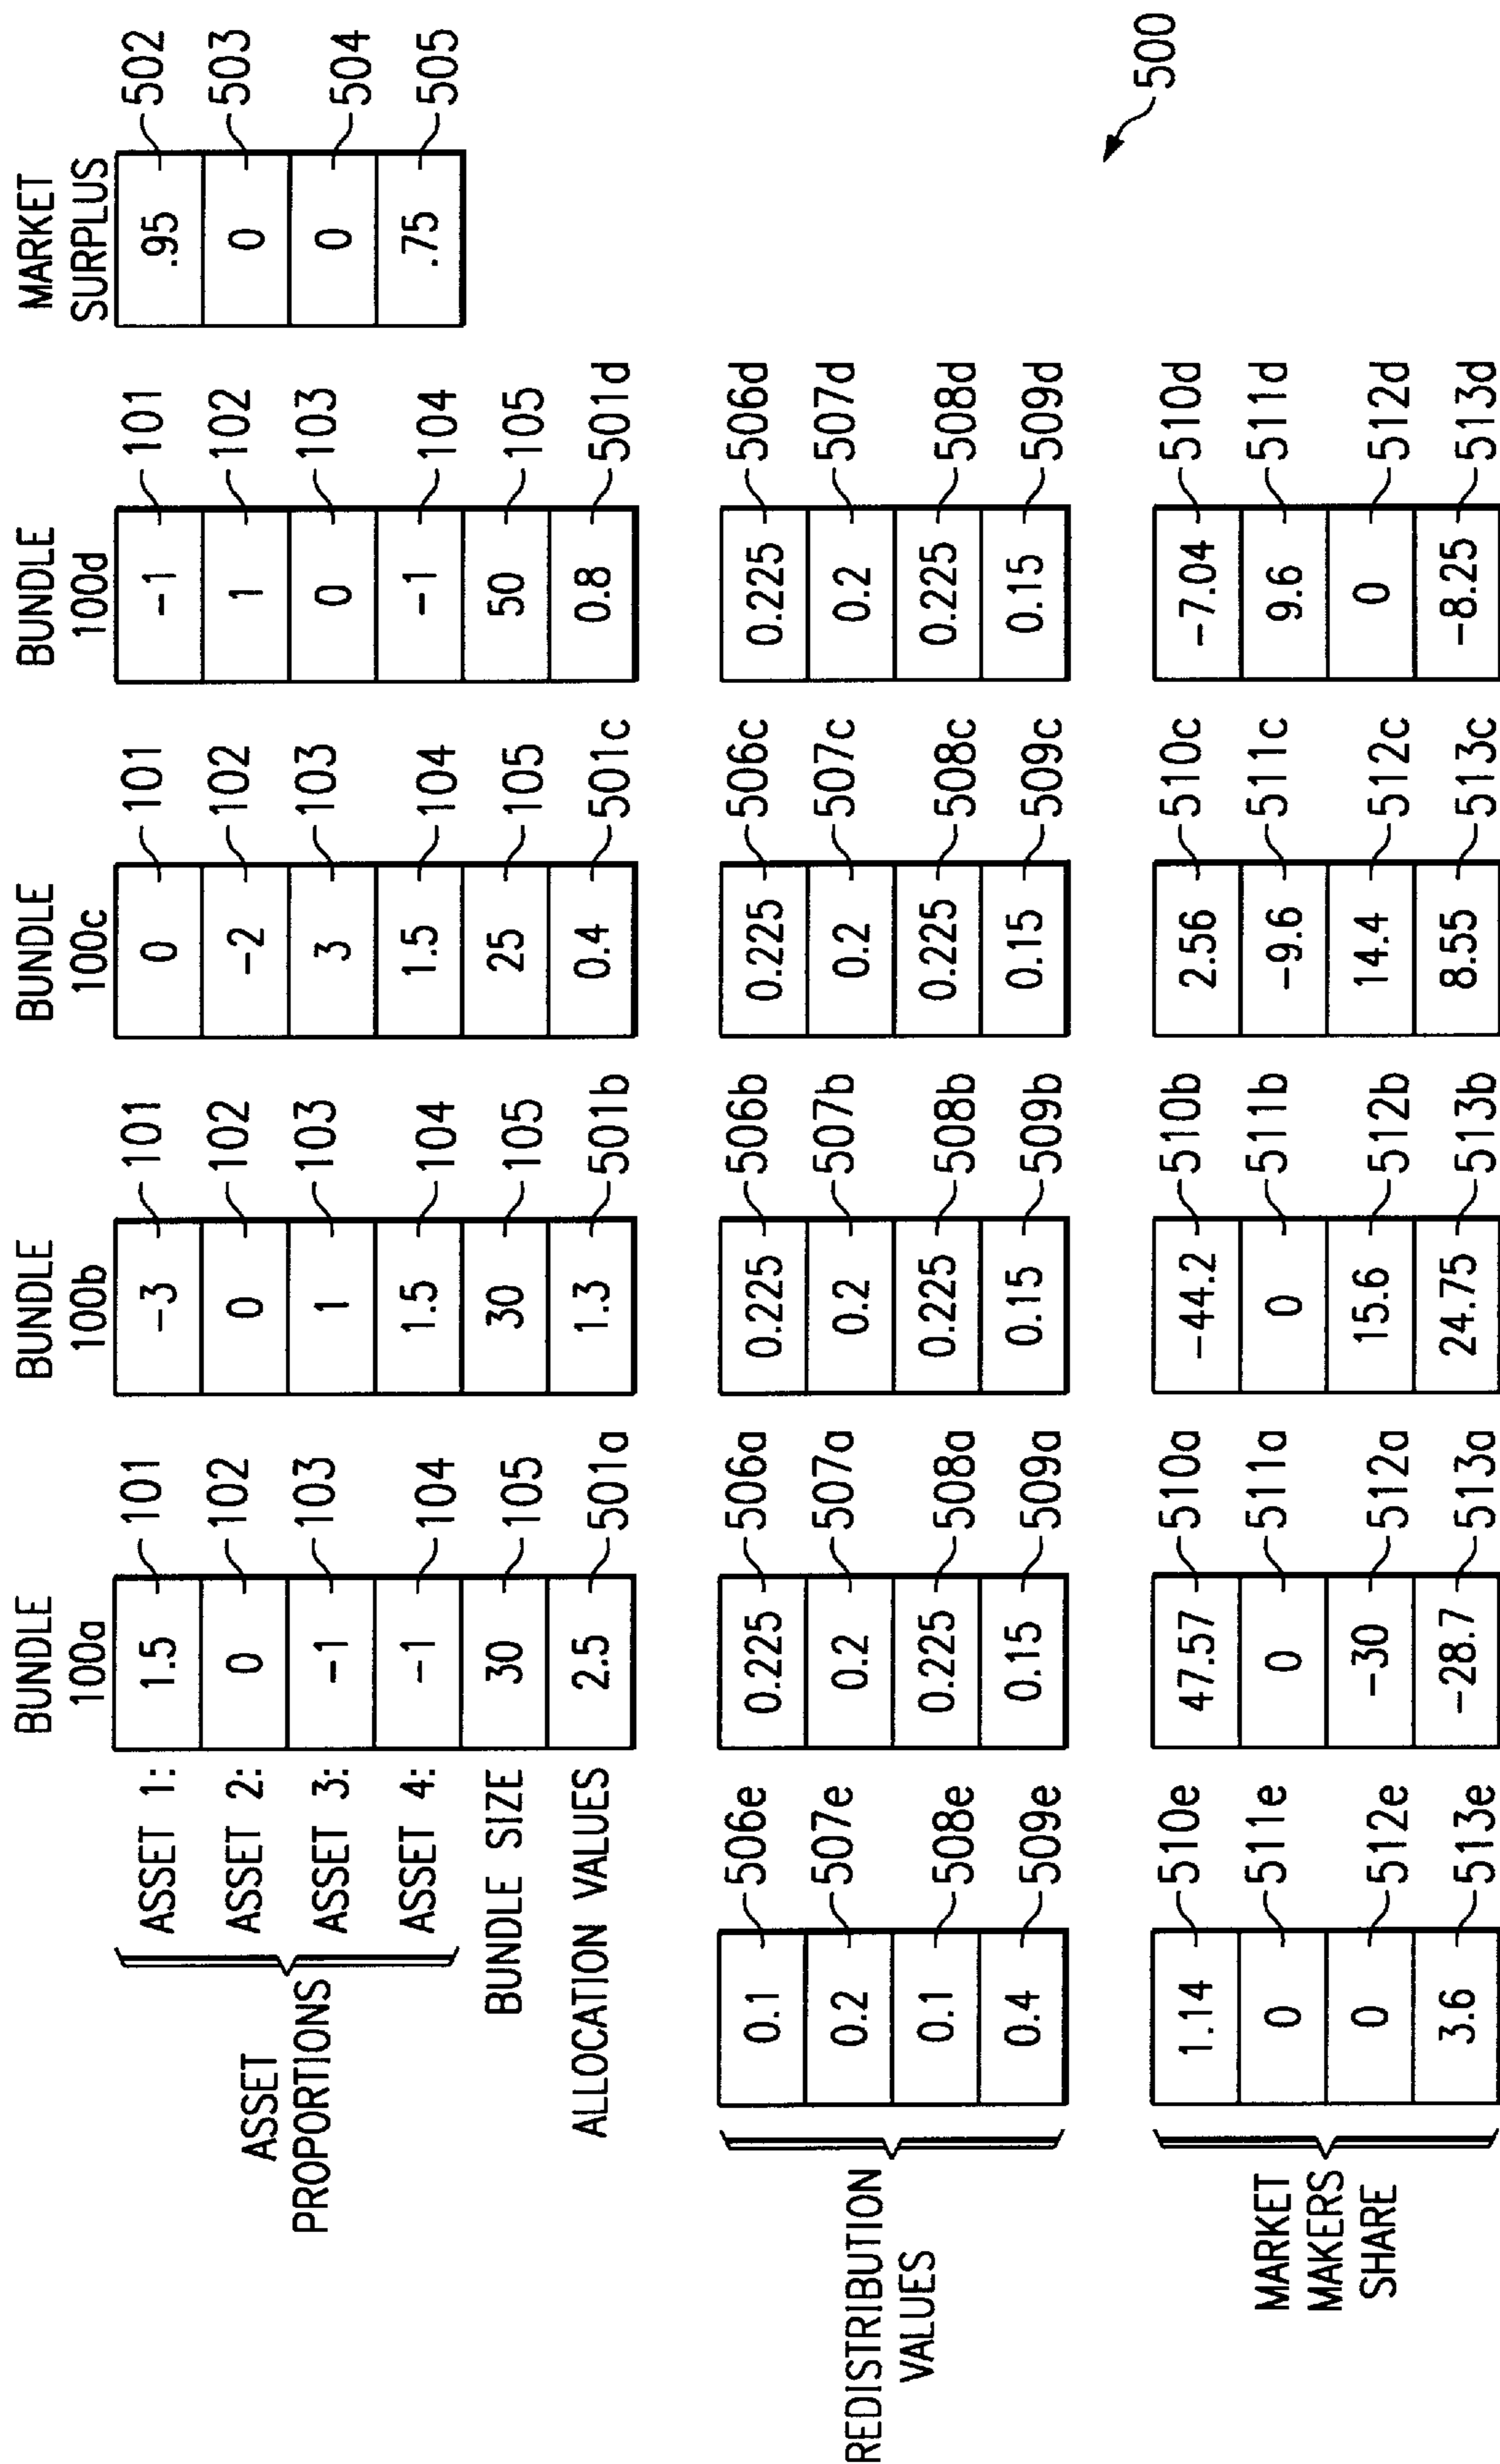 BUNDLE 100a BUNDLE 100b BUNDLE 100c BUNDLE 100d MARKET SURPLUS
ASSET PROPORTIONS
ASSET 1: 1.5 101 -3 101 0 101 -1 101 .95 502
ASSET 2: 0 102 0 102 -2 102 1 102 0 503
ASSET 3: -1 103 1 103 3 103 0 103 0 504
ASSET 4: -1 104 1.5 104 1.5 104 -1 104 .75 505
BUNDLE SIZE 30 105 30 105 25 105 50 105
ALLOCATION VALUES 2.5 501a 1.3 501b 0.4 501c 0.8 501d
REDISTRIBUTION VALUES
0.1 506e 0.225 506a 0.225 506b 0.225 506c 0.225 506d
0.2 507e 0.2 507a 0.2 507b 0.2 507c 0.2 507d
0.1 508e 0.225 508a 0.225 508b 0.225 508c 0.225 508d
0.4 509e 0.15 509a 0.15 509b 0.15 509c 0.15 509d
500
MARKET MAKERS SHARE
1.14 510e 47.57 510a -44.2 510b 2.56 510c -7.04 510d
0 511e 0 511a 0 511b -9.6 511c 9.6 511d
0 512e -30 512a 15.6 512b 14.4 512c 0 512d
3.6 513e -28.7 513a 24.75 513b 8.55 513c -8.25 513d